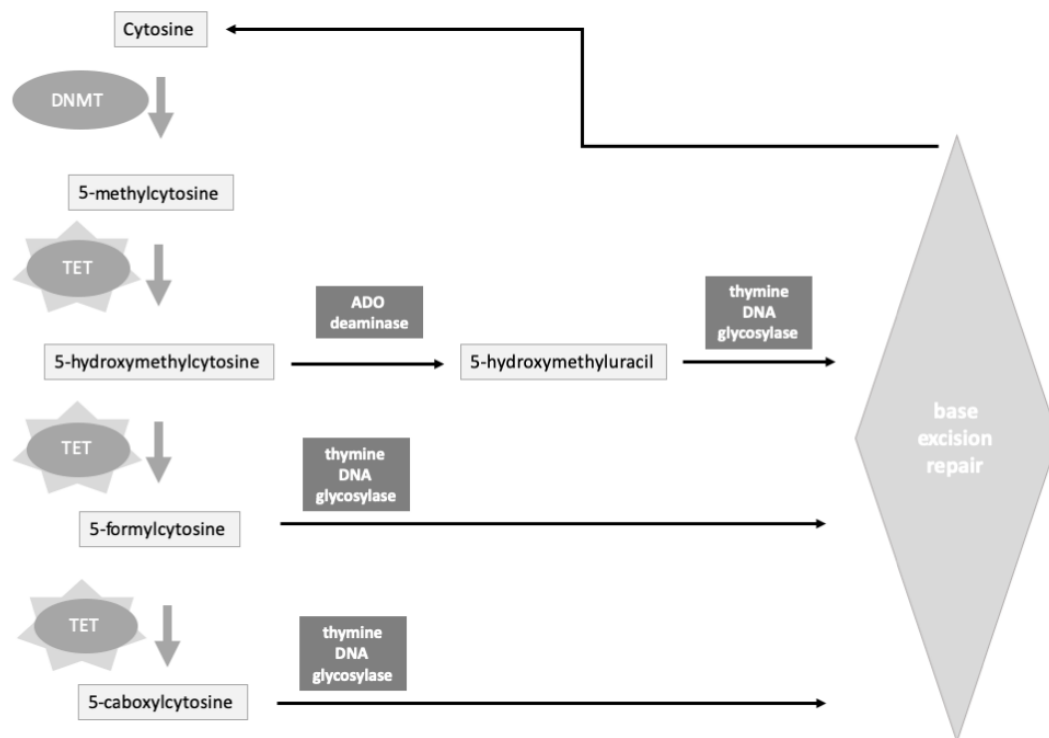 Cytosine
DNMT
5-methylcytosine
TET
ADO
deaminase
thymine
DNA
glycosylase
5-hydroxymethylcytosine
5-hydroxymethyluracil
base
excision
repair
TET
thymine
DNA
glycosylase
5-formylcytosine
TET
thymine
DNA
glycosylase
5-caboxylcytosine